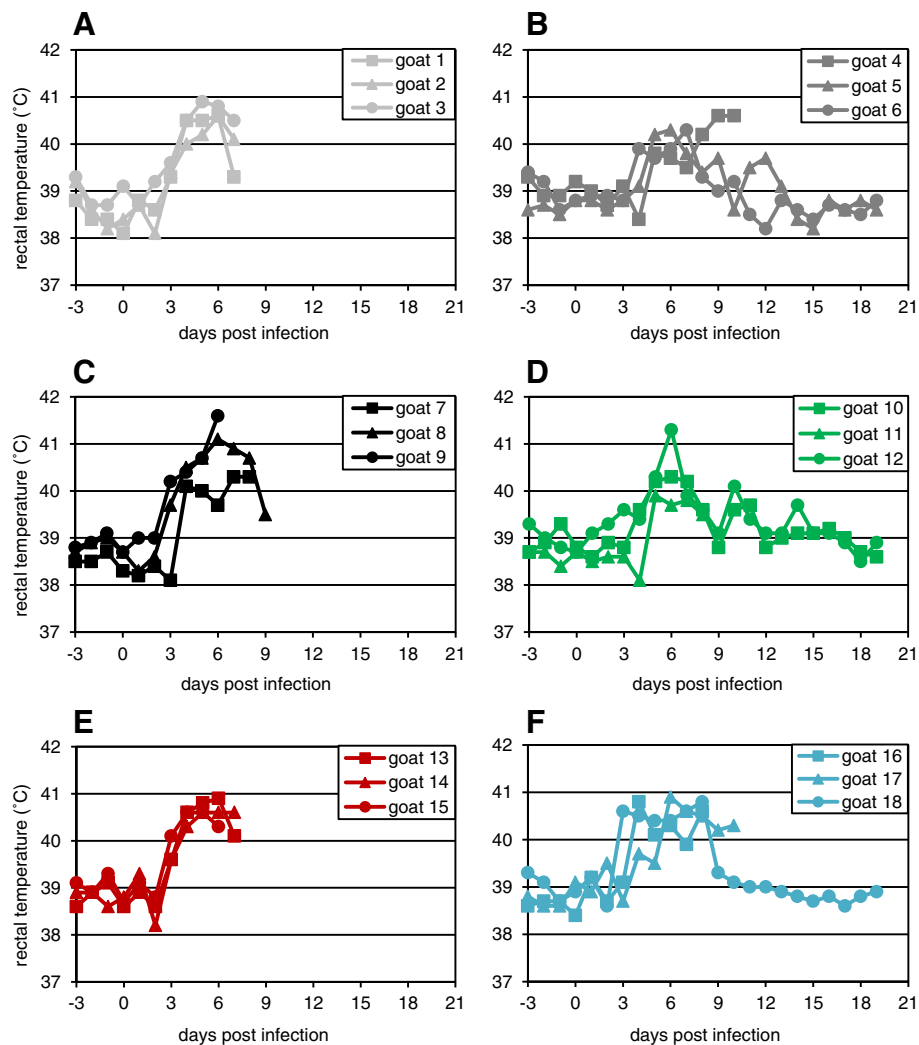 A
rectal temperature (˚C)
42
41
40
39
38
37
-3 0 3 6 9 12 15 18 21
days post infection
goat 1
goat 2
goat 3
B
42
41
40
39
38
37
-3 0 3 6 9 12 15 18 21
days post infection
goat 4
goat 5
goat 6
C
rectal temperature (˚C)
42
41
40
39
38
37
-3 0 3 6 9 12 15 18 21
days post infection
goat 7
goat 8
goat 9
D
42
41
40
39
38
37
-3 0 3 6 9 12 15 18 21
days post infection
goat 10
goat 11
goat 12
E
rectal temperature (˚C)
42
41
40
39
38
37
-3 0 3 6 9 12 15 18 21
days post infection
goat 13
goat 14
goat 15
F
42
41
40
39
38
37
-3 0 3 6 9 12 15 18 21
days post infection
goat 16
goat 17
goat 18